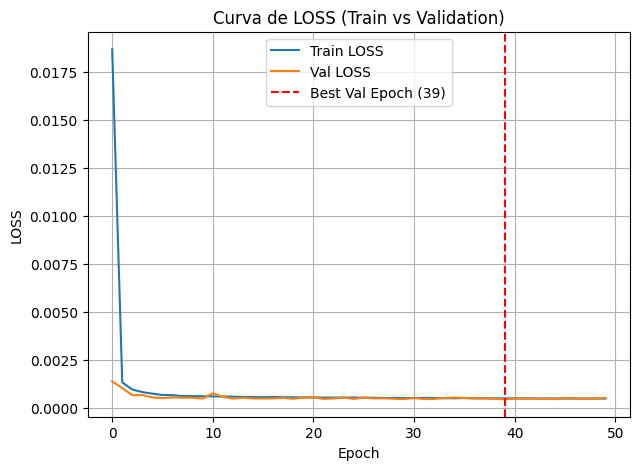 Curva de LOSS (Train vs Validation)
Train LOSS
Val LOSS
Best Val Epoch (39)
0.0175
0.0150
0.0125
0.0100
0.0075
0.0050
0.0025
0.0000
LOSS
0 10 20 30 40 50
Epoch